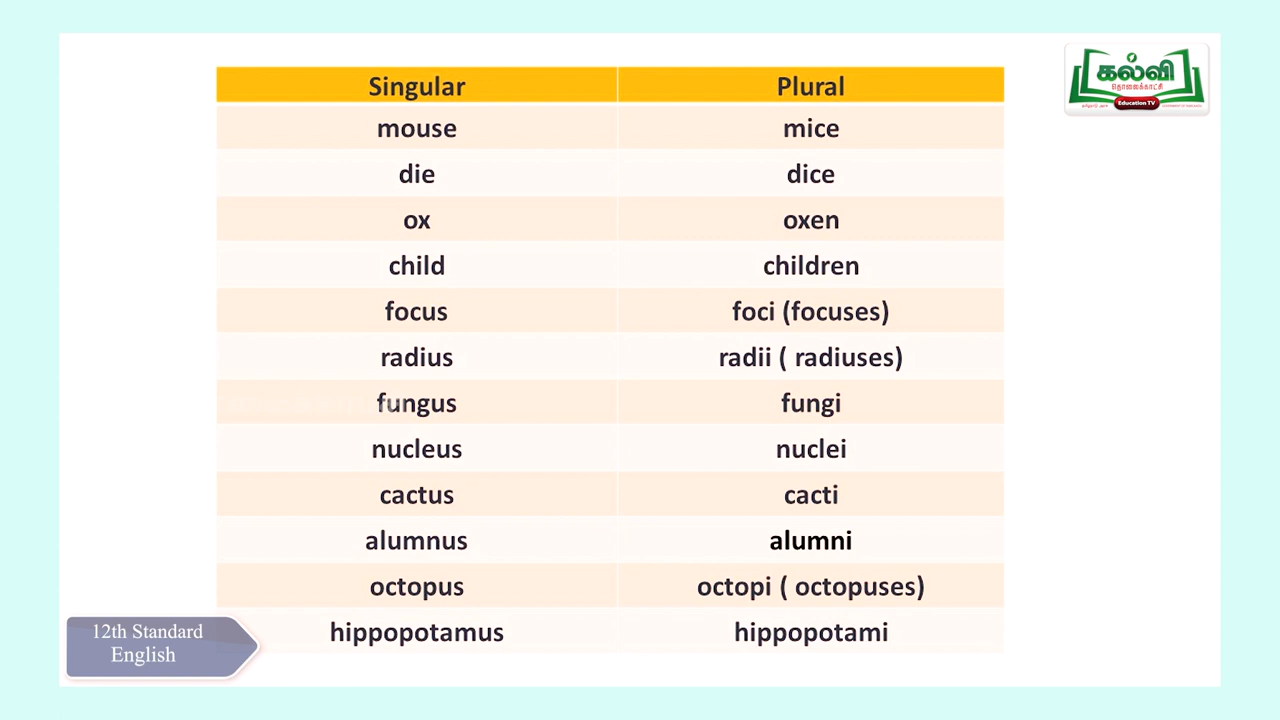 கல்வி
தொலைக்காட்சி
Education TV
Singular Plural
mouse mice
die dice
ox oxen
child children
focus foci (focuses)
radius radii ( radiuses)
fungus fungi
nucleus nuclei
cactus cacti
alumnus alumni
octopus octopi ( octopuses)
hippopotamus hippopotami
12th Standard
English